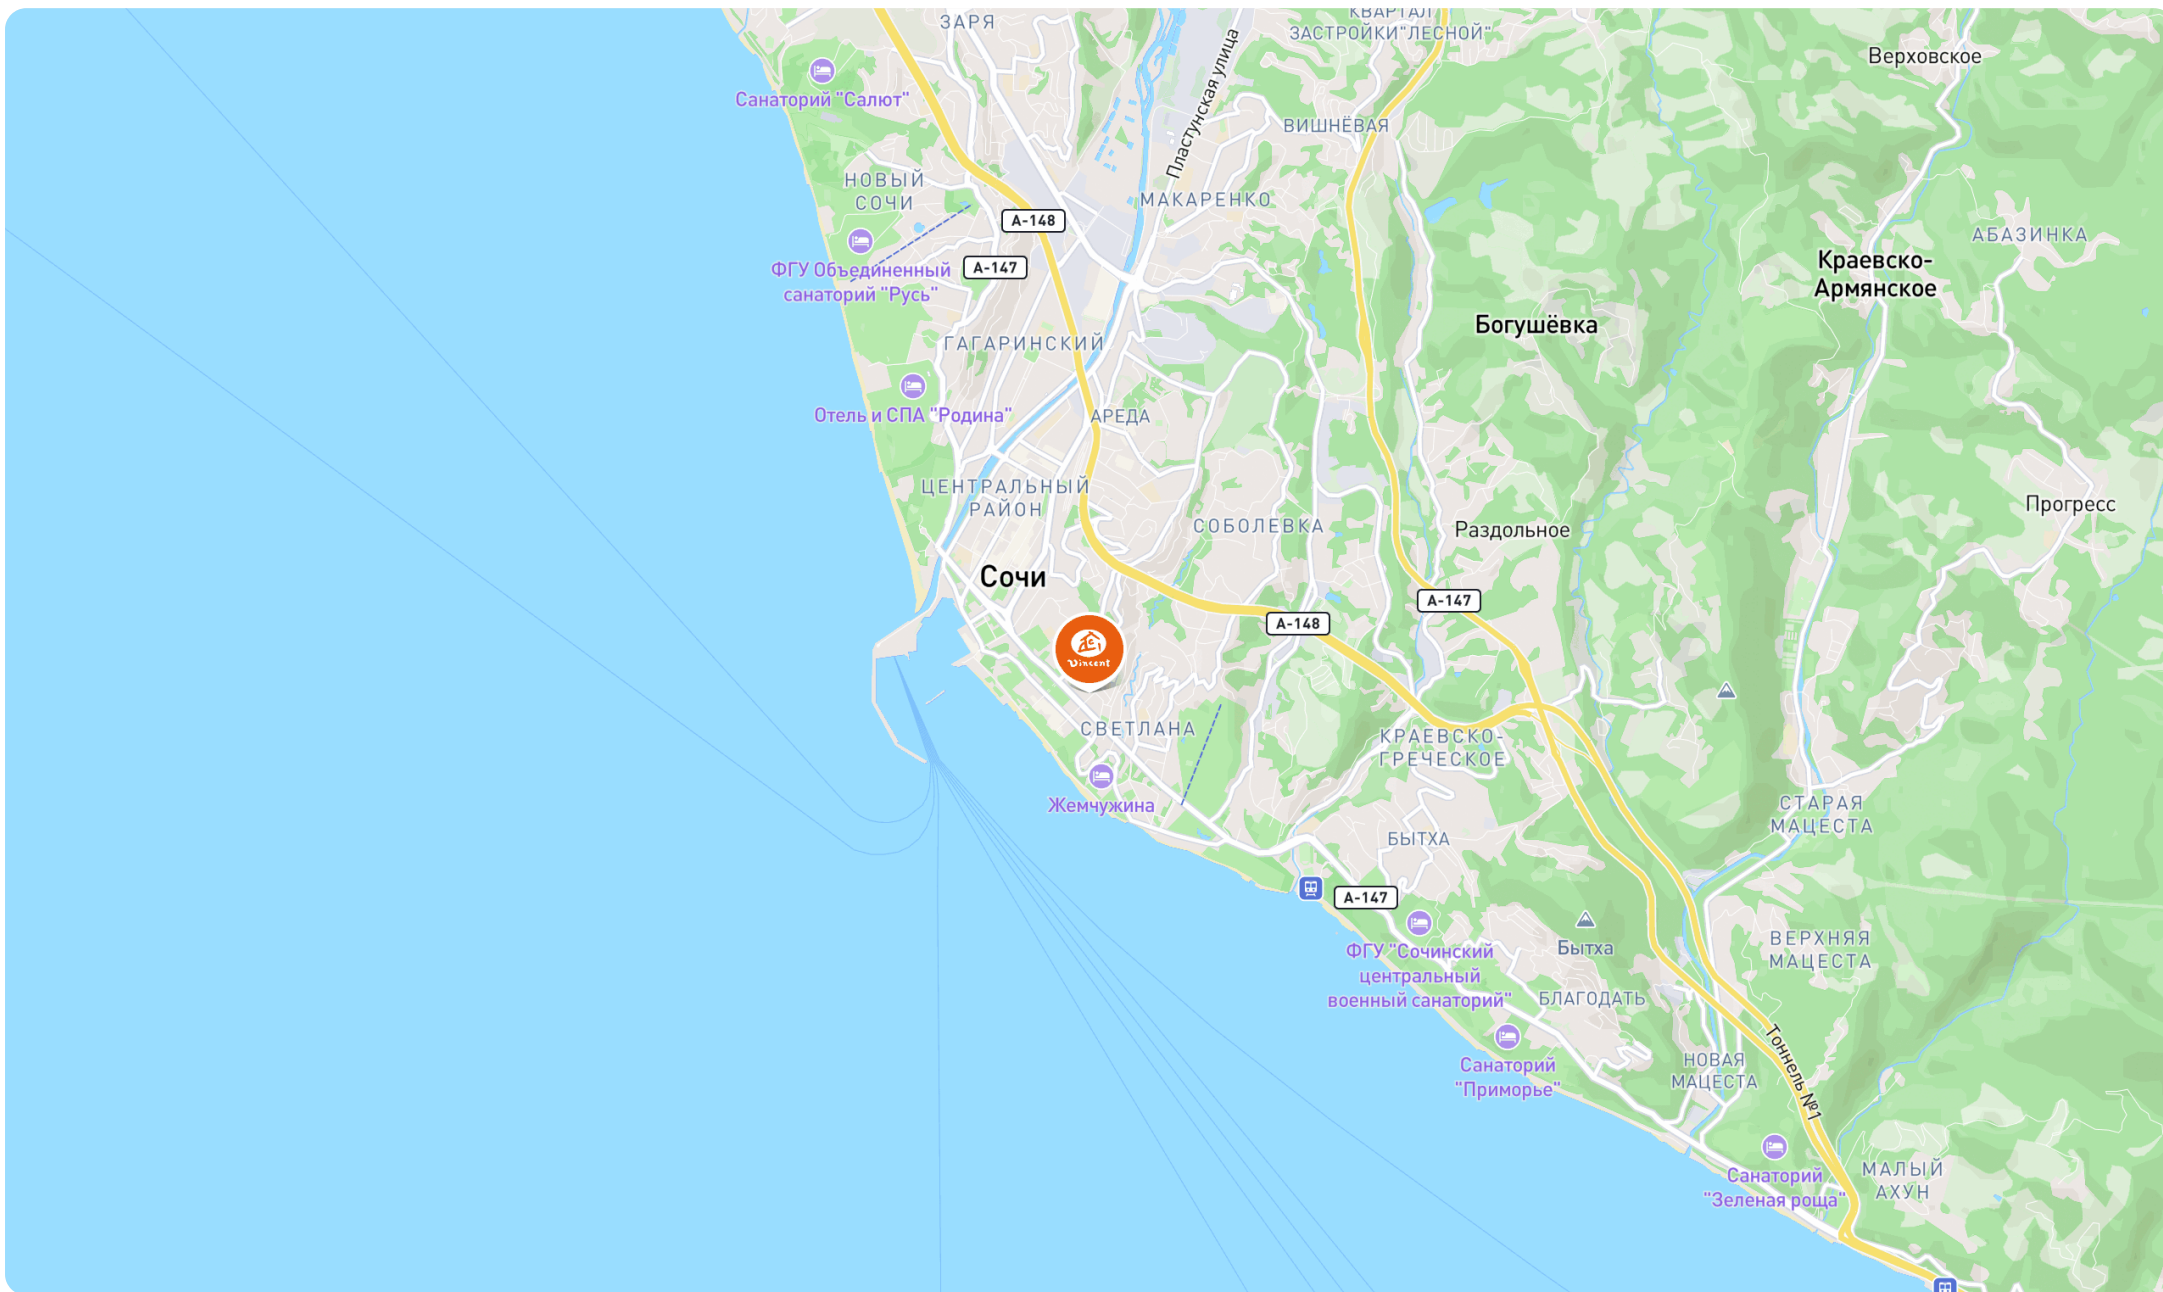 ЗАРЯ
КВАРТАЛ
ЗАСТРОЙКИ"ЛЕСНОЙ"
Верховское
Санаторий "Салют"
Пластунская улица
ВИШНЁВАЯ
НОВЫЙ
СОЧИ
МАКАРЕНКО
А-148
АБАЗИНКА
ФГУ Объединенный
санаторий "Русь"
А-147
Краевско-
Армянское
Богушёвка
ГАГАРИНСКИЙ
Отель и СПА "Родина"
АРЕДА
ЦЕНТРАЛЬНЫЙ
РАЙОН
СОБОЛЕВКА
Раздольное
Прогресс
Сочи
А-147
А-148
Vincent
СВЕТЛАНА
КРАЕВСКО-
ГРЕЧЕСКОЕ
Жемчужина
СТАРАЯ
МАЦЕСТА
БЫТХА
А-147
ФГУ "Сочинский
центральный
военный санаторий"
Бытха
ВЕРХНЯЯ
МАЦЕСТА
БЛАГОДАТЬ
Санаторий
"Приморье"
НОВАЯ
МАЦЕСТА
Тоннель №1
Санаторий
"Зеленая роща"
МАЛЫЙ
АХУН